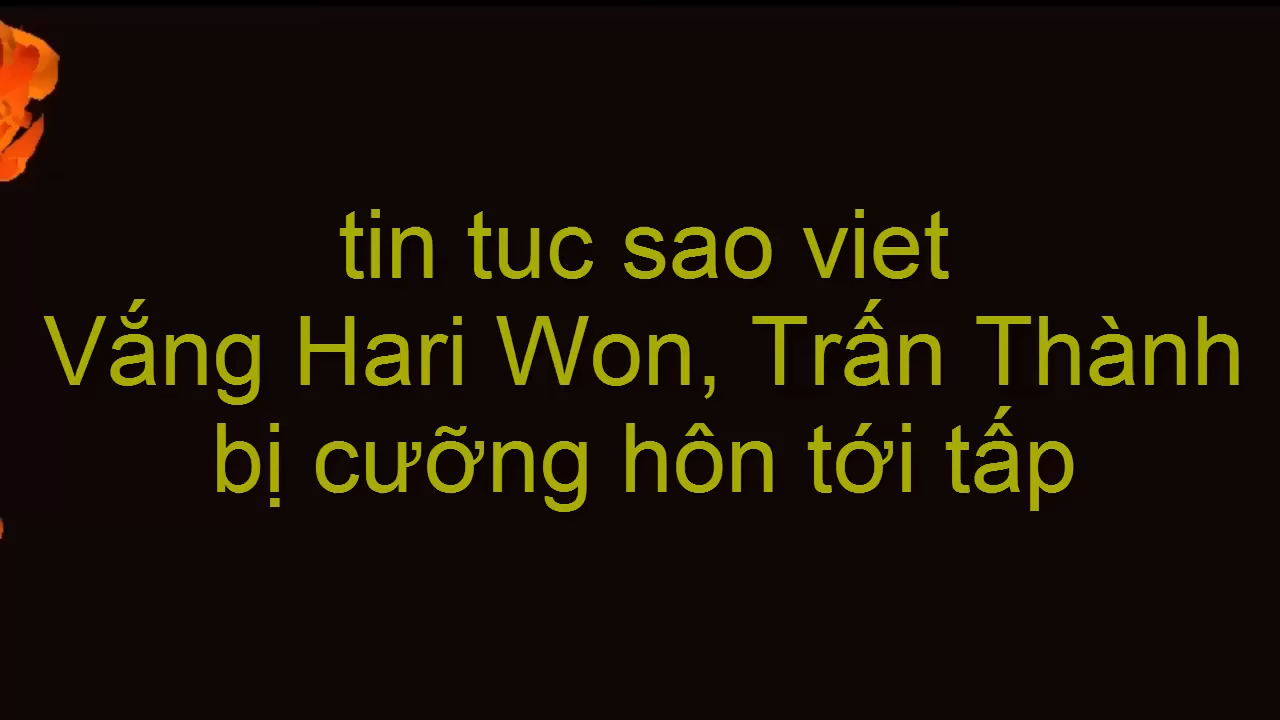 tin tuc sao viet
Vắng Hari Won, Trấn Thành
bị cưỡng hôn tới tấp